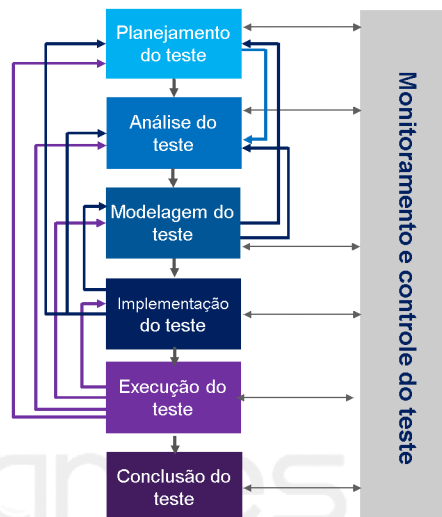 Planejamento
do teste
Análise do
teste
Modelagem do
teste
Implementação
do teste
Execução do
teste
Conclusão do
teste
Monitoramento e controle do teste